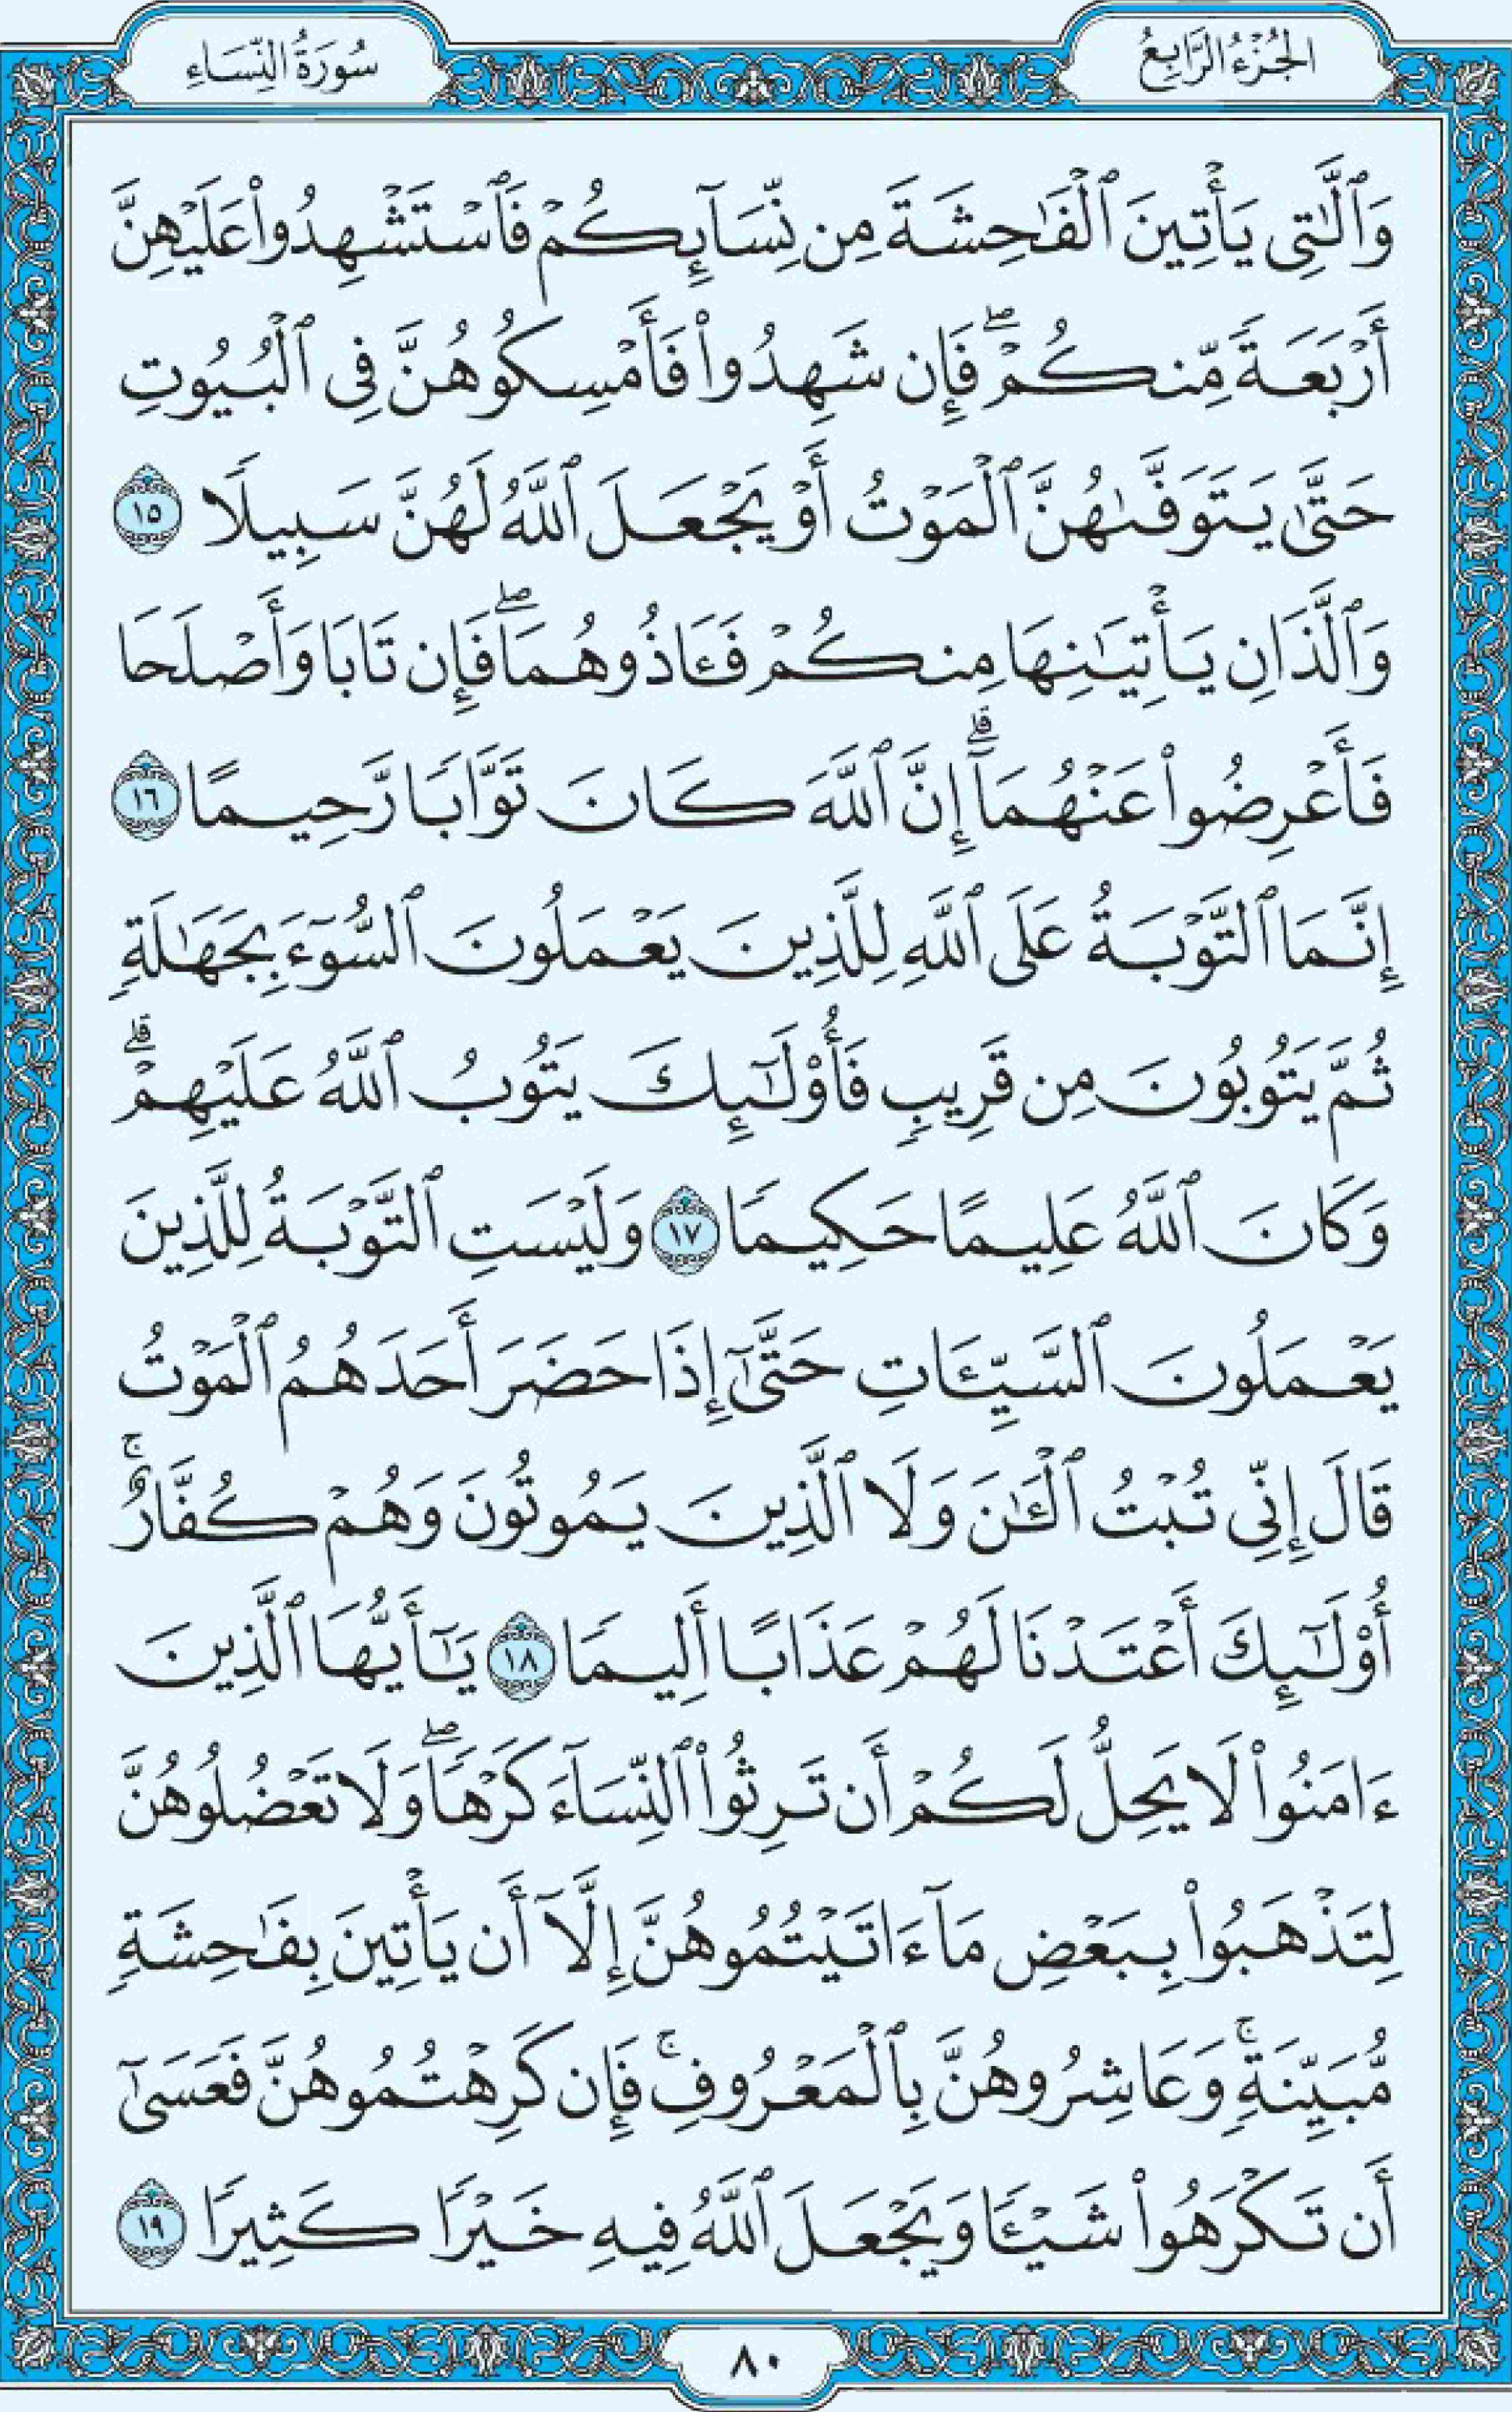 الجُزْءُ الرَّابِعُ
سُورَةُ النِّسَاءِ
وَٱلَّٰتِى يَأْتِينَ ٱلْفَٰحِشَةَ مِن نِّسَآئِكُمْ فَٱسْتَشْهِدُوا۟ عَلَيْهِنَّ
أَرْبَعَةً مِّنكُمْ ۖ فَإِن شَهِدُوا۟ فَأَمْسِكُوهُنَّ فِى ٱلْبُيُوتِ
حَتَّىٰ يَتَوَفَّىٰهُنَّ ٱلْمَوْتُ أَوْ يَجْعَلَ ٱللَّهُ لَهُنَّ سَبِيلًا ١٥
وَٱلَّذَانِ يَأْتِيَٰنِهَا مِنكُمْ فَـَٔاذُوهُمَا ۖ فَإِن تَابَا وَأَصْلَحَا
فَأَعْرِضُوا۟ عَنْهُمَآ ۗ إِنَّ ٱللَّهَ كَانَ تَوَّابًا رَّحِيمًا ١٦
إِنَّمَا ٱلتَّوْبَةُ عَلَى ٱللَّهِ لِلَّذِينَ يَعْمَلُونَ ٱلسُّوٓءَ بِجَهَٰلَةٍ
ثُمَّ يَتُوبُونَ مِن قَرِيبٍ فَأُو۟لَٰٓئِكَ يَتُوبُ ٱللَّهُ عَلَيْهِمْ ۗ
وَكَانَ ٱللَّهُ عَلِيمًا حَكِيمًا ١٧ وَلَيْسَتِ ٱلتَّوْبَةُ لِلَّذِينَ
يَعْمَلُونَ ٱلسَّيِّـَٔاتِ حَتَّىٰٓ إِذَا حَضَرَ أَحَدَهُمُ ٱلْمَوْتُ
قَالَ إِنِّى تُبْتُ ٱلْـَٰٔنَ وَلَا ٱلَّذِينَ يَمُوتُونَ وَهُمْ كُفَّارٌ ۚ
أُو۟لَٰٓئِكَ أَعْتَدْنَا لَهُمْ عَذَابًا أَلِيمًا ١٨ يَٰٓأَيُّهَا ٱلَّذِينَ
ءَامَنُوا۟ لَا يَحِلُّ لَكُمْ أَن تَرِثُوا۟ ٱلنِّسَآءَ كَرْهًا ۖ وَلَا تَعْضُلُوهُنَّ
لِتَذْهَبُوا۟ بِبَعْضِ مَآ ءَاتَيْتُمُوهُنَّ إِلَّآ أَن يَأْتِينَ بِفَٰحِشَةٍ
مُّبَيِّنَةٍ ۚ وَعَاشِرُوهُنَّ بِٱلْمَعْرُوفِ ۚ فَإِن كَرِهْتُمُوهُنَّ فَعَسَىٰٓ
أَن تَكْرَهُوا۟ شَيْـًٔا وَيَجْعَلَ ٱللَّهُ فِيهِ خَيْرًا كَثِيرًا ١٩
٨٠